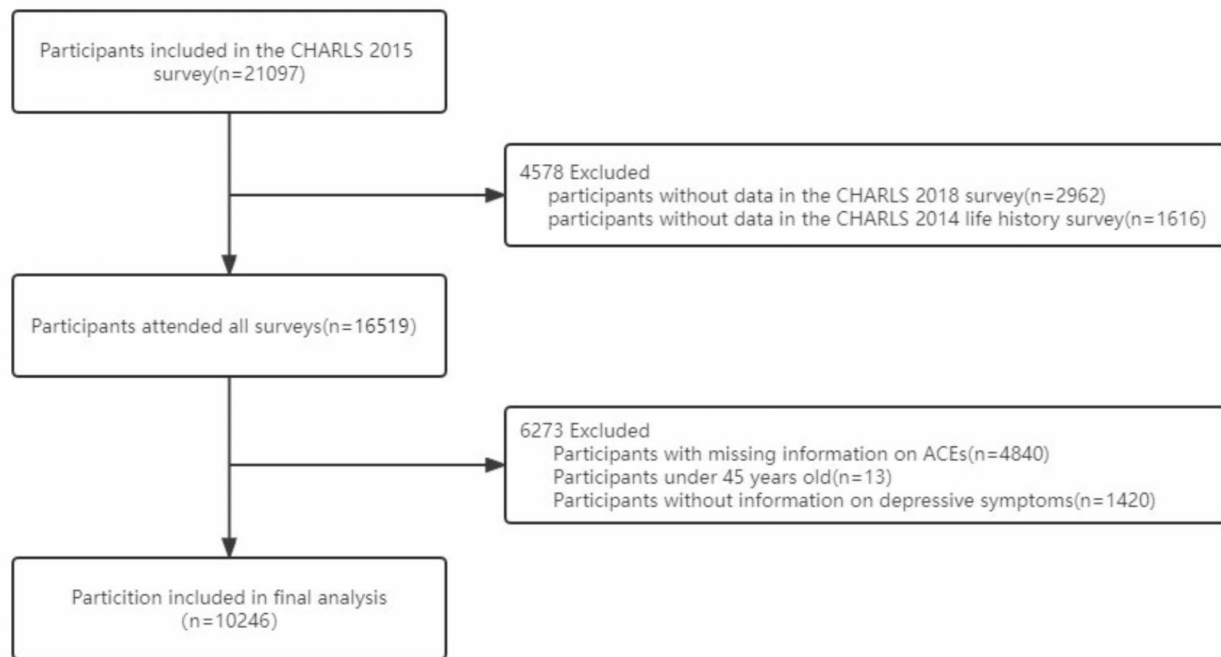 Participants included in the CHARLS 2015
survey(n=21097)
4578 Excluded
participants without data in the CHARLS 2018 survey(n=2962)
participants without data in the CHARLS 2014 life history survey(n=1616)
Participants attended all surveys(n=16519)
6273 Excluded
Participants with missing information on ACEs(n=4840)
Participants under 45 years old(n=13)
Participants without information on depressive symptoms(n=1420)
Particition included in final analysis
(n=10246)